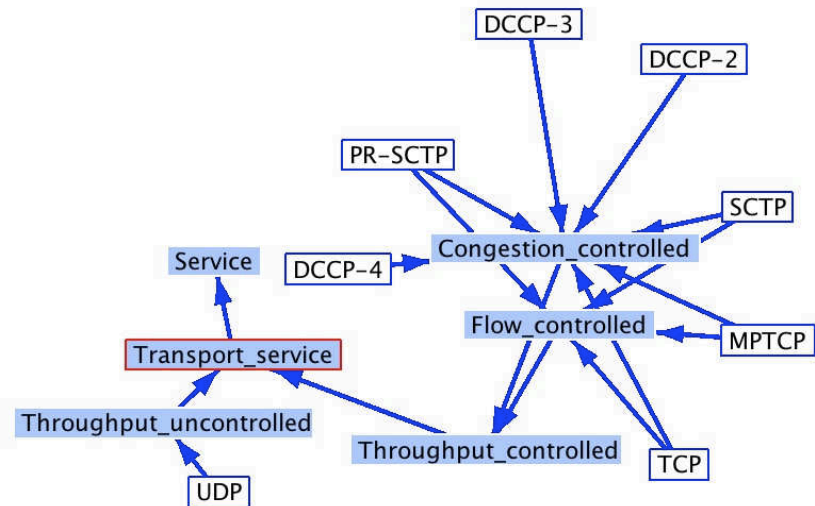 DCCP-3
DCCP-2
PR-SCTP
SCTP
Congestion_controlled
Service
DCCP-4
Flow_controlled
MPTCP
Transport_service
Throughput_uncontrolled
Throughput_controlled
TCP
UDP